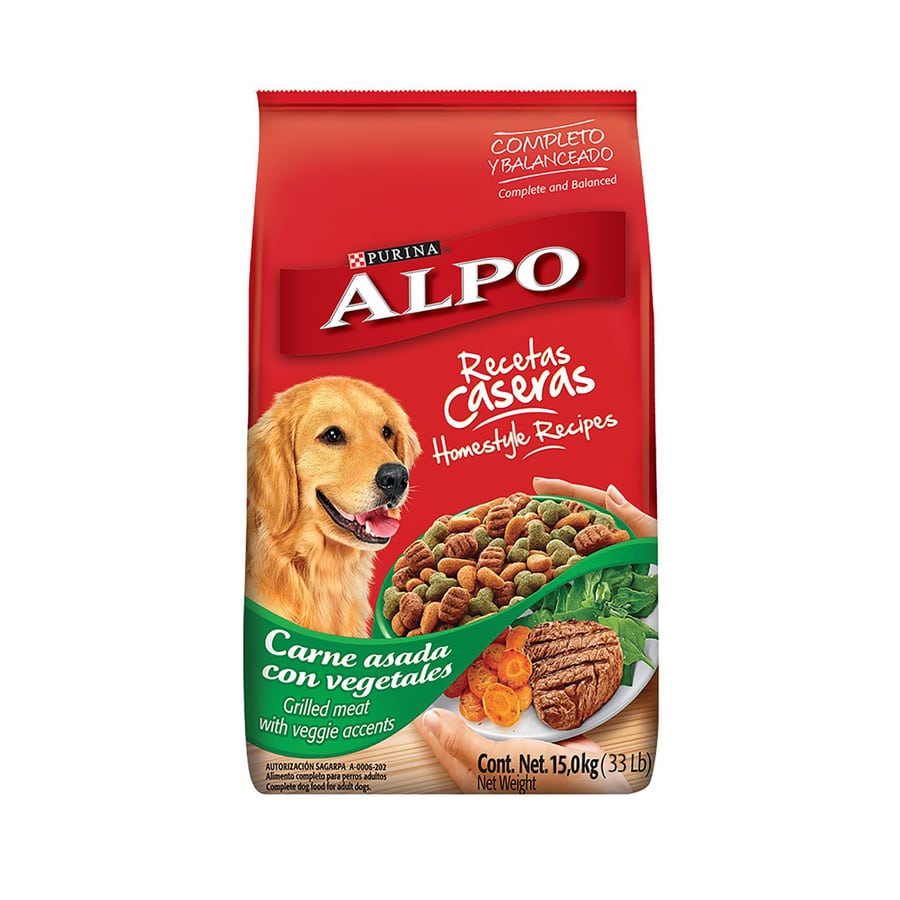 COMPLETO
Y BALANCEADO
Complete and Balanced
PURINA
ALPO
Recetas
Caseras
Homestyle Recipes
Carne asada
con vegetales
Grilled meat
with veggie accents
AUTORIZACIÓN SAGARPA A-0006-202
Alimento completo para perros adultos
Complete dog food for adult dogs.
Cont. Net. 15,0kg (33 Lb)
Net Weight